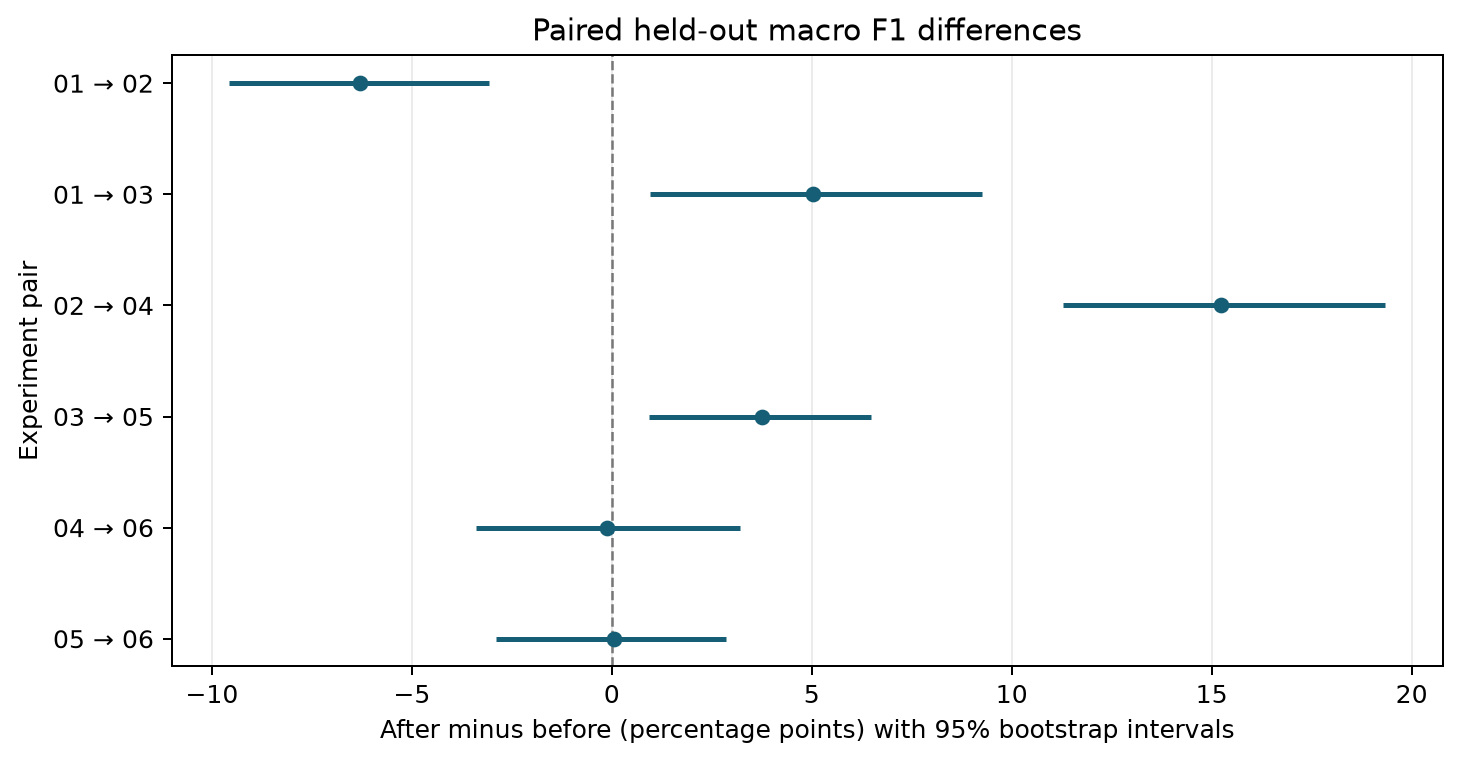 Paired held-out macro F1 differences
Experiment pair
01 → 02
01 → 03
02 → 04
03 → 05
04 → 06
05 → 06
−10 −5 0 5 10 15 20
After minus before (percentage points) with 95% bootstrap intervals